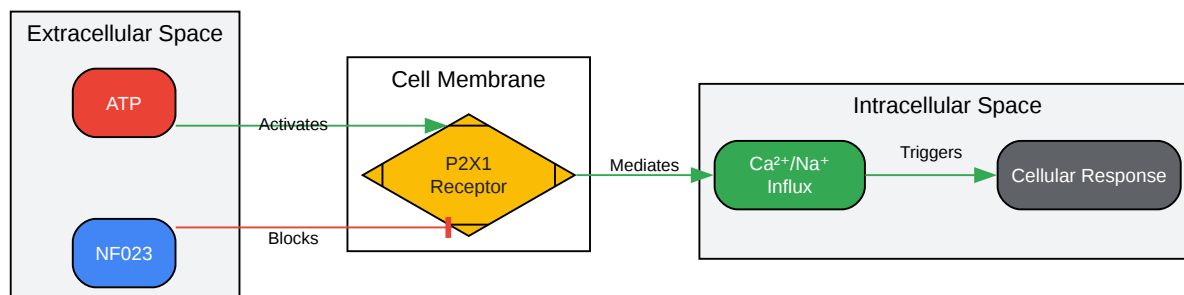 Extracellular Space
ATP
NF023
Activates
Blocks
Cell Membrane
P2X1
Receptor
Mediates
Intracellular Space
Ca²⁺/Na⁺
Influx
Triggers
Cellular Response